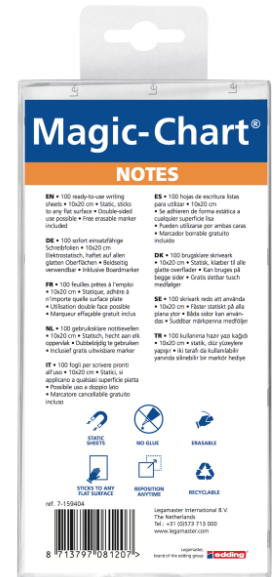 Magic-Chart®
NOTES
EN • 100 ready-to-use writing
sheets • 10x20 cm • Static, sticks
to any flat surface • Double-sided
use possible • Free erasable marker
included
DE • 100 sofort einsatzfähige
Schreibfolien • 10x20 cm
Elektrostatisch, haftet auf allen
glatten Oberflächen • Beidseitig
verwendbar • Inklusive Boardmarker
FR • 100 feuilles prêtes à l'emploi
• 10x20 cm • Statique, adhère à
n'importe quelle surface plate
• Utilisation double face possible
• Marqueur effaçable gratuit inclus
NL • 100 gebruiksklare notitievellen
• 10x20 cm • Statisch, hecht aan elk
oppervlak • Dubbelzijdig te gebruiken
• Inclusief gratis uitwisbare marker
IT • 100 fogli per scrivere pronti
all'uso • 10x20 cm • Statici, si
applicano a qualsiasi superficie piatta
• Possibile uso a doppio lato
• Marcatore cancellabile gratuito
incluso
ES • 100 hojas de escritura listas
para utilizar • 10x20 cm
• Se adhieren de forma estática a
cualquier superficie lisa
• Pueden utilizarse por ambas caras
• Marcador borrable gratuito
incluido
DK • 100 brugsklare skriveark
• 10x20 cm • Statisk, klæber til alle
glatte overflader • Kan bruges på
begge sider • Gratis sletbar tusch
medfølger
SE • 100 skrivark redo att använda
• 10x20 cm • Fäster statiskt på alla
plana ytor • Båda sidor kan använ-
das • Suddbar märkpenna medföljer
TR • 100 kullanıma hazır yazı kağıdı
• 10x20 cm • statik, düz yüzeylere
yapışır • iki tarafı da kullanılabilir
yanında silinebilir bir markör hediye
STATIC
SHEETS
NO GLUE
ERASABLE
STICKS TO ANY
FLAT SURFACE
REPOSITION
ANYTIME
RECYCLABLE
ref. 7-159404
8 713797 081207 >
Legamaster International B.V.
The Netherlands
Tel.: +31 (0)573 713 000
www.legamaster.com
Legamaster,
brand of the edding group
edding